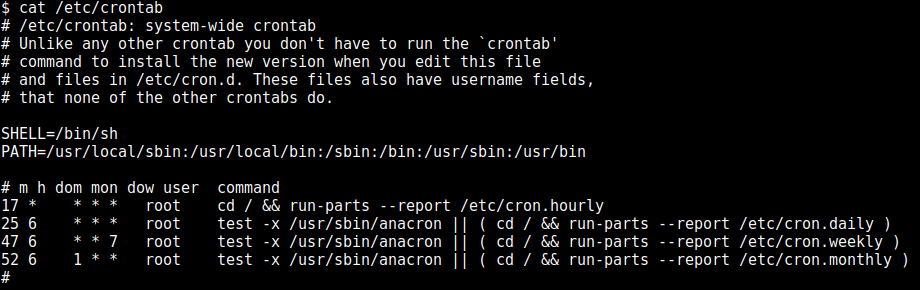 $ cat /etc/crontab
# /etc/crontab: system-wide crontab
# Unlike any other crontab you don't have to run the `crontab'
# command to install the new version when you edit this file
# and files in /etc/cron.d. These files also have username fields,
# that none of the other crontabs do.

SHELL=/bin/sh
PATH=/usr/local/sbin:/usr/local/bin:/sbin:/bin:/usr/sbin:/usr/bin

# m h dom mon dow user  command
17 *    * * *   root    cd / && run-parts --report /etc/cron.hourly
25 6    * * *   root    test -x /usr/sbin/anacron || ( cd / && run-parts --report /etc/cron.daily )
47 6    * * 7   root    test -x /usr/sbin/anacron || ( cd / && run-parts --report /etc/cron.weekly )
52 6    1 * *   root    test -x /usr/sbin/anacron || ( cd / && run-parts --report /etc/cron.monthly )
#